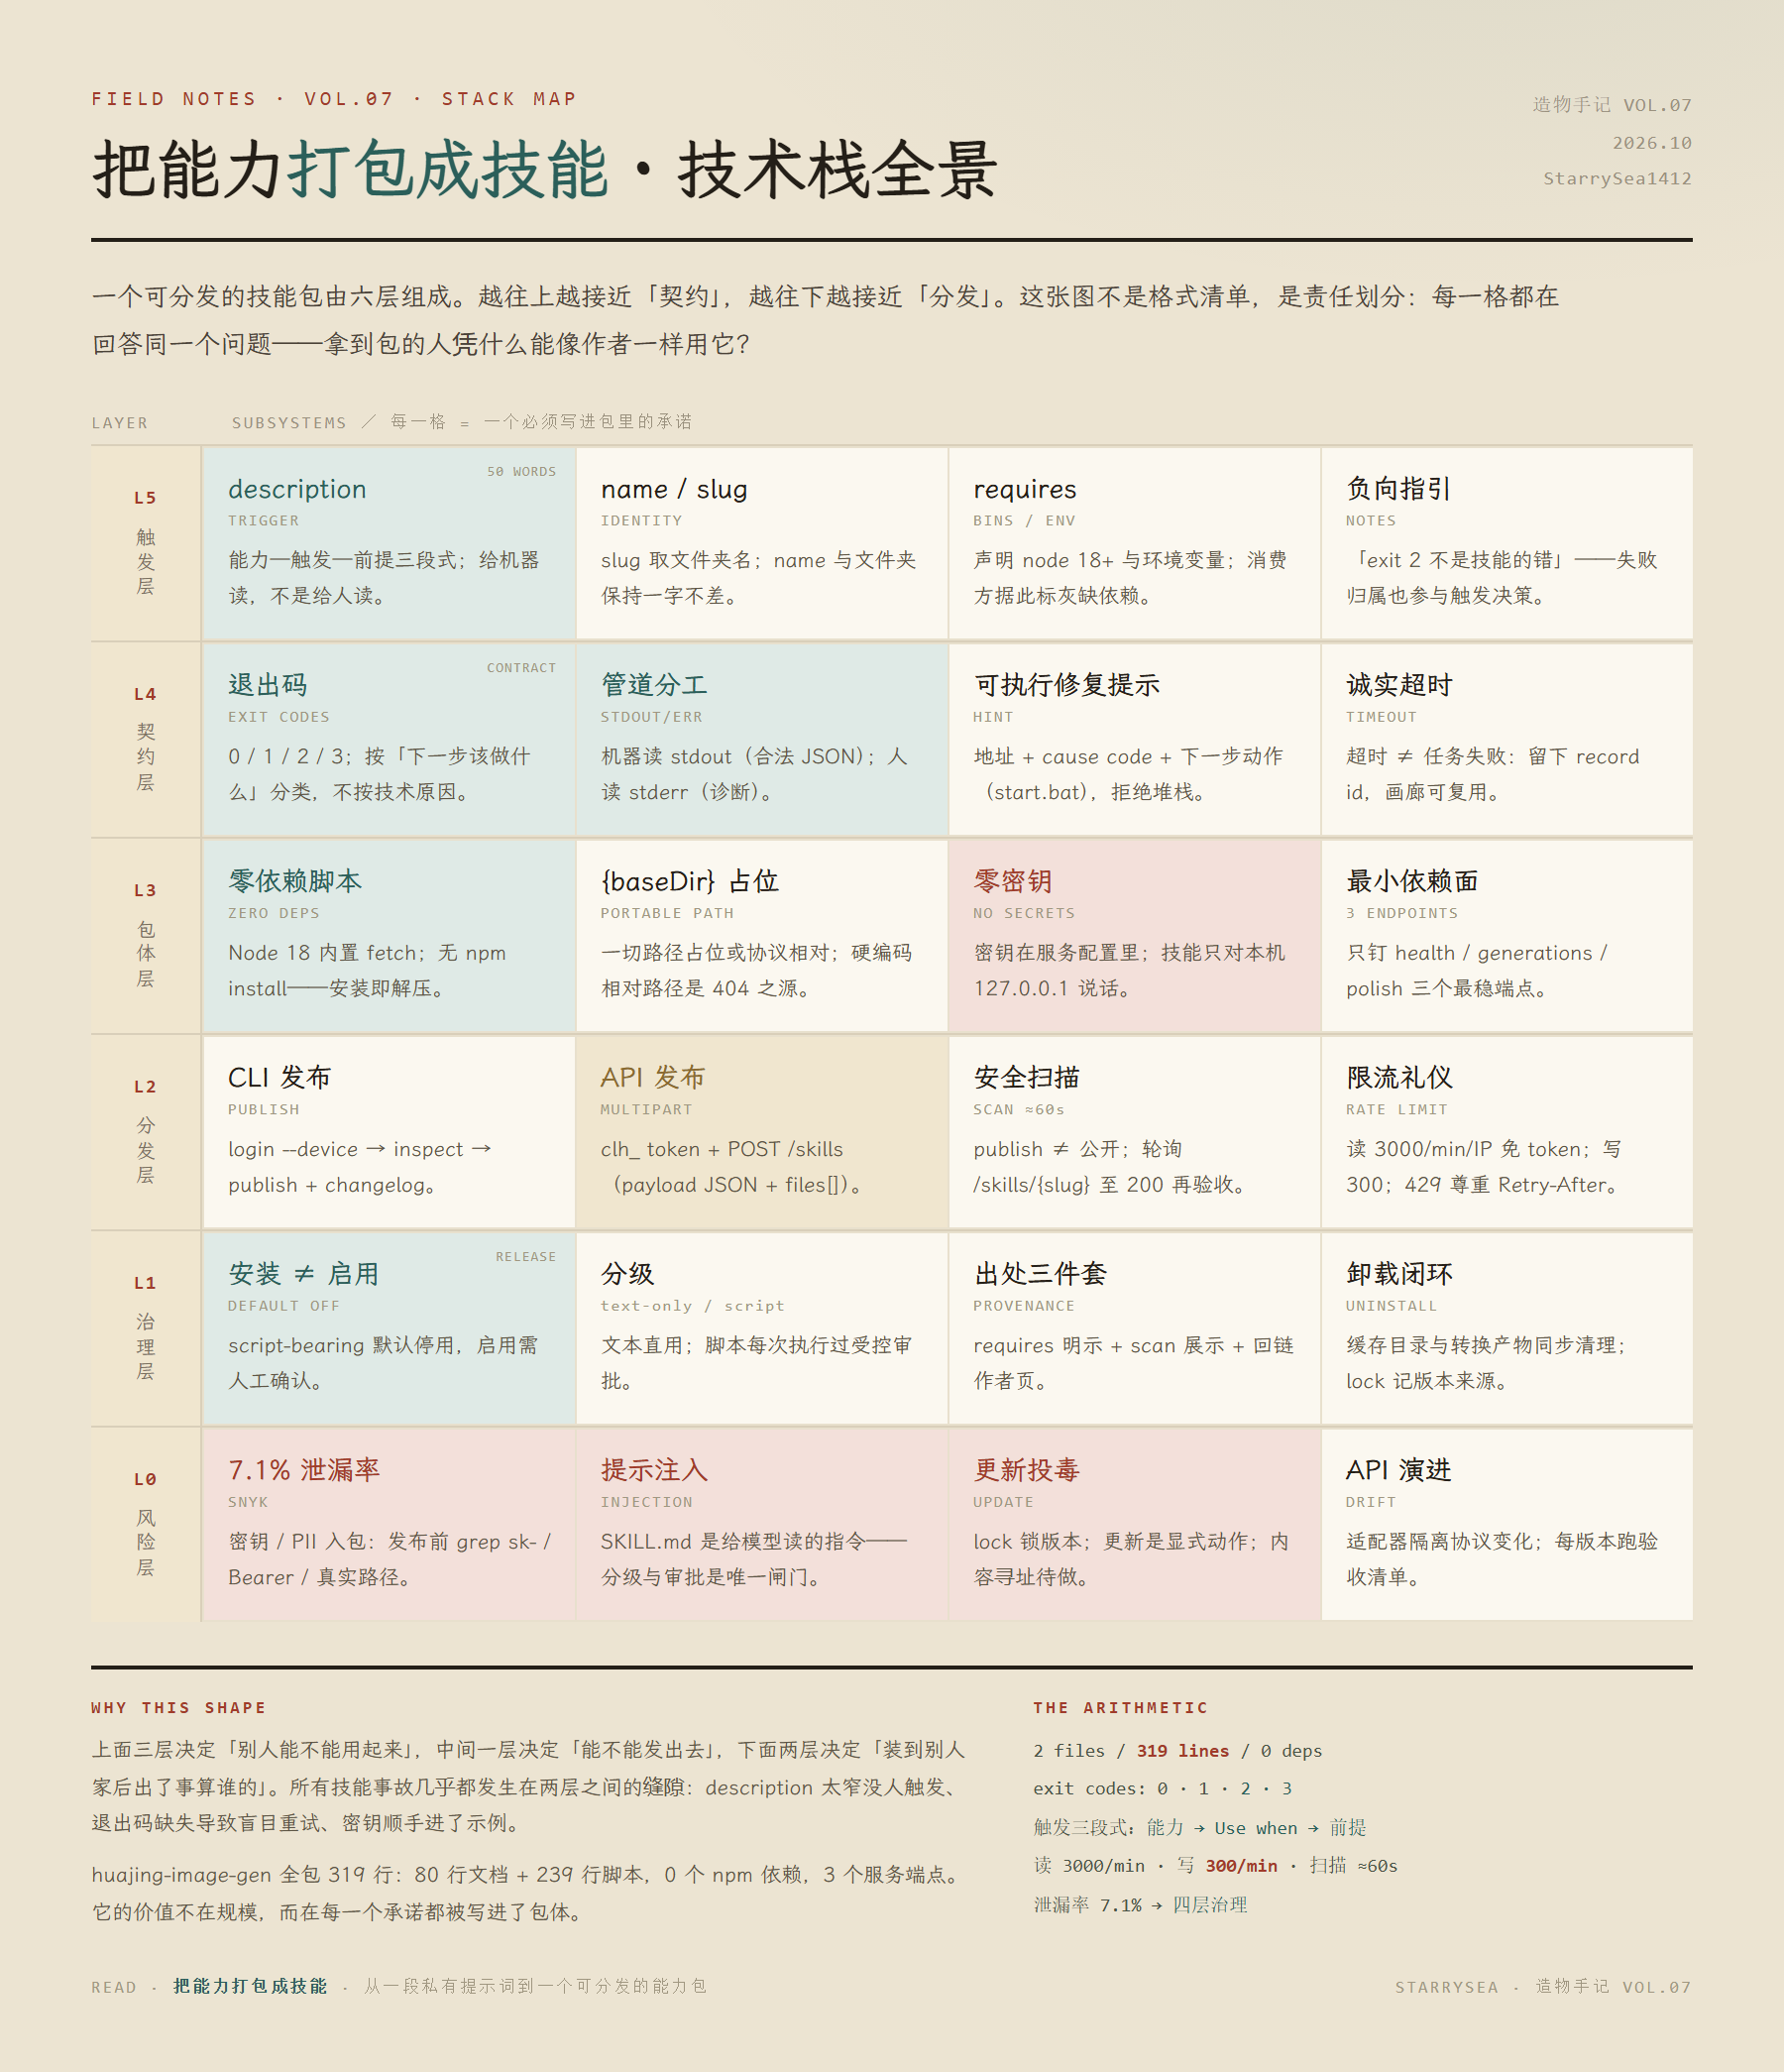 FIELD NOTES · VOL.07 · STACK MAP
把能力打包成技能·技术栈全景
造物手记 VOL.07
2026.10
StarrySea1412
一个可分发的技能包由六层组成。越往上越接近「契约」，越往下越接近「分发」。这张图不是格式清单，是责任划分：每一格都在
回答同一个问题——拿到包的人凭什么能像作者一样用它？
LAYER
SUBSYSTEMS ／ 每一格 = 一个必须写进包里的承诺
L5
触发层
description
50 WORDS
TRIGGER
能力—触发—前提三段式；给机器
读，不是给人读。
name / slug
IDENTITY
slug 取文件夹名；name 与文件夹
保持一字不差。
requires
BINS / ENV
声明 node 18+ 与环境变量；消费
方据此标灰缺依赖。
负向指引
NOTES
「exit 2 不是技能的错」——失败
归属也参与触发决策。
L4
契约层
退出码
CONTRACT
EXIT CODES
0 / 1 / 2 / 3；按「下一步该做什
么」分类，不按技术原因。
管道分工
STDOUT/ERR
机器读 stdout（合法 JSON）；人
读 stderr（诊断）。
可执行修复提示
HINT
地址 + cause code + 下一步动作
（start.bat），拒绝堆栈。
诚实超时
TIMEOUT
超时 ≠ 任务失败：留下 record
id，画廊可复用。
L3
包体层
零依赖脚本
ZERO DEPS
Node 18 内置 fetch；无 npm
install——安装即解压。
{baseDir} 占位
PORTABLE PATH
一切路径占位或协议相对；硬编码
相对路径是 404 之源。
零密钥
NO SECRETS
密钥在服务配置里；技能只对本机
127.0.0.1 说话。
最小依赖面
3 ENDPOINTS
只钉 health / generations /
polish 三个最稳端点。
L2
分发层
CLI 发布
PUBLISH
login --device → inspect →
publish + changelog。
API 发布
MULTIPART
clh_ token + POST /skills
（payload JSON + files[]）。
安全扫描
SCAN ≈60s
publish ≠ 公开；轮询
/skills/{slug} 至 200 再验收。
限流礼仪
RATE LIMIT
读 3000/min/IP 免 token；写
300；429 尊重 Retry-After。
L1
治理层
安装 ≠ 启用
RELEASE
DEFAULT OFF
script-bearing 默认停用，启用需
人工确认。
分级
text-only / script
文本直用；脚本每次执行过受控审
批。
出处三件套
PROVENANCE
requires 明示 + scan 展示 + 回链
作者页。
卸载闭环
UNINSTALL
缓存目录与转换产物同步清理；
lock 记版本来源。
L0
风险层
7.1% 泄漏率
SNYK
密钥 / PII 入包：发布前 grep sk- /
Bearer / 真实路径。
提示注入
INJECTION
SKILL.md 是给模型读的指令——
分级与审批是唯一闸门。
更新投毒
UPDATE
lock 锁版本；更新是显式动作；内
容寻址待做。
API 演进
DRIFT
适配器隔离协议变化；每版本跑验
收清单。
WHY THIS SHAPE
上面三层决定「别人能不能用起来」，中间一层决定「能不能发出去」，下面两层决定「装到别人
家后出了事算谁的」。所有技能事故几乎都发生在两层之间的缝隙：description 太窄没人触发、
退出码缺失导致盲目重试、密钥顺手进了示例。
huajing-image-gen 全包 319 行：80 行文档 + 239 行脚本，0 个 npm 依赖，3 个服务端点。
它的价值不在规模，而在每一个承诺都被写进了包体。
THE ARITHMETIC
2 files / 319 lines / 0 deps
exit codes: 0 · 1 · 2 · 3
触发三段式：能力 → Use when → 前提
读 3000/min · 写 300/min · 扫描 ≈60s
泄漏率 7.1% → 四层治理
READ · 把能力打包成技能 · 从一段私有提示词到一个可分发的能力包
STARRYSEA · 造物手记 VOL.07